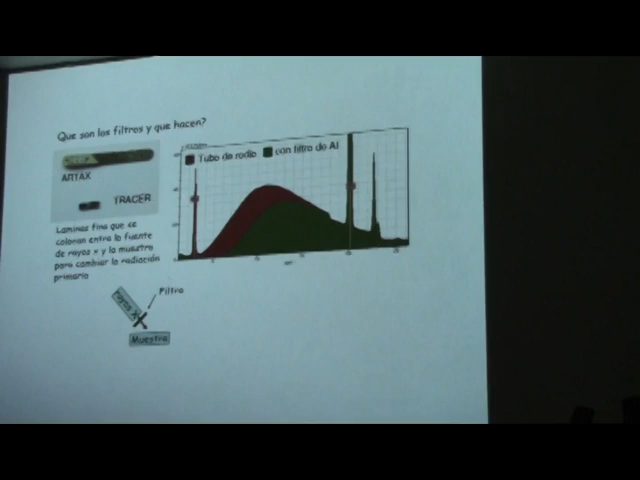 Que son los filtros y que hacen?
ARTAX
TRACER
Tubo de rodio
con filtro de Al
Laminas fina que se
colocan entre la fuente
de rayos x y la muestra
para cambiar la radiación
primario
Filtro
rayos X
Muestra